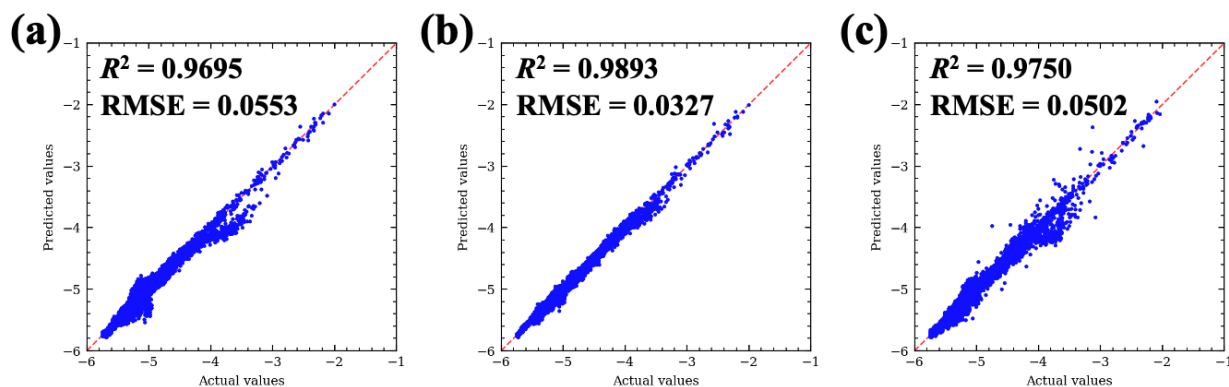 (a)
R² = 0.9695
RMSE = 0.0553
−1
−2
−3
−4
−5
−6
−6 −5 −4 −3 −2 −1
Predicted values
Actual values
(b)
R² = 0.9893
RMSE = 0.0327
−1
−2
−3
−4
−5
−6
−6 −5 −4 −3 −2 −1
Predicted values
Actual values
(c)
R² = 0.9750
RMSE = 0.0502
−1
−2
−3
−4
−5
−6
−6 −5 −4 −3 −2 −1
Predicted values
Actual values